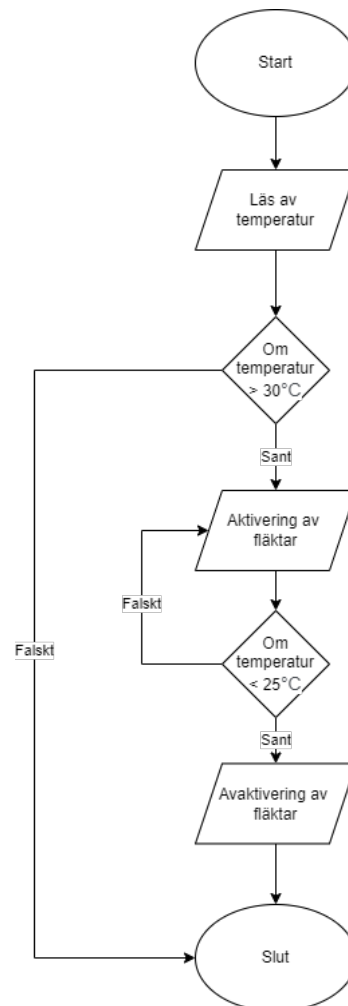 Start
Läs av
temperatur
Om
temperatur
> 30°C
Sant
Aktivering av
fläktar
Falskt
Om
temperatur
< 25°C
Falskt
Sant
Avaktivering av
fläktar
Slut